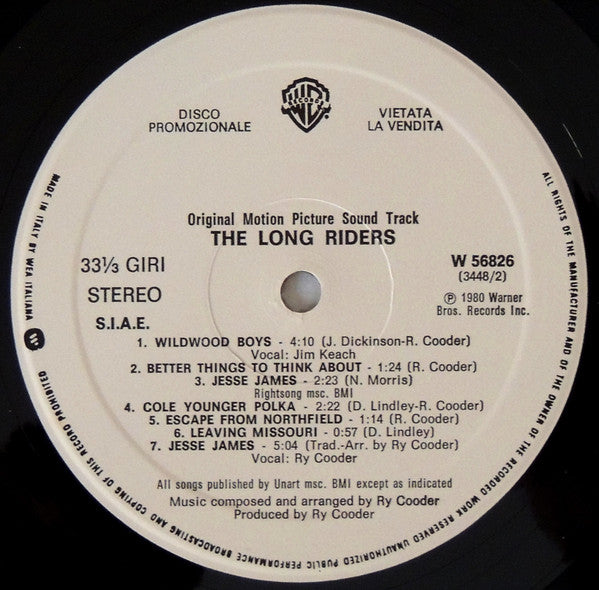 DISCO
PROMOZIONALE
WB
RECORDS
VIETATA
LA VENDITA
Original Motion Picture Sound Track
THE LONG RIDERS
33⅓ GIRI
STEREO
S.I.A.E.
W 56826
(3448/2)
℗ 1980 Warner
Bros. Records Inc.
1. WILDWOOD BOYS - 4:10 (J. Dickinson-R. Cooder)
Vocal: Jim Keach
2. BETTER THINGS TO THINK ABOUT - 1:24 (R. Cooder)
3. JESSE JAMES - 2:23 (N. Morris)
Rightsong msc. BMI
4. COLE YOUNGER POLKA - 2:22 (D. Lindley-R. Cooder)
5. ESCAPE FROM NORTHFIELD - 1:14 (R. Cooder)
6. LEAVING MISSOURI - 0:57 (D. Lindley)
7. JESSE JAMES - 5:04 (Trad.-Arr. by Ry Cooder)
Vocal: Ry Cooder
All songs published by Unart msc. BMI except as indicated
Music composed and arranged by Ry Cooder
Produced by Ry Cooder
MADE IN ITALY BY WEA ITALIANA
W
ALL RIGHTS OF THE MANUFACTURER AND OF THE OWNER OF THE RECORDED WORK RESERVED UNAUTHORIZED PUBLIC PERFORMANCE BROADCASTING AND COPYING OF THIS RECORD PROHIBITED